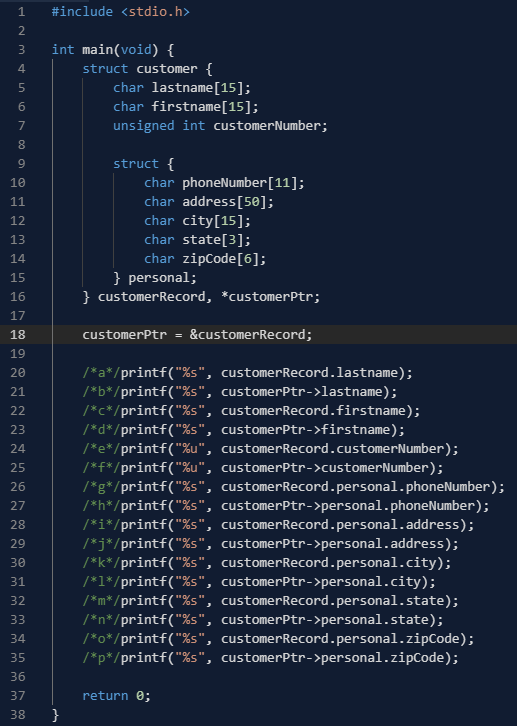 1 #include <stdio.h>
2
3 int main(void) {
4     struct customer {
5         char lastname[15];
6         char firstname[15];
7         unsigned int customerNumber;
8
9         struct {
10             char phoneNumber[11];
11             char address[50];
12             char city[15];
13             char state[3];
14             char zipCode[6];
15         } personal;
16     } customerRecord, *customerPtr;
17
18     customerPtr = &customerRecord;
19
20     /*a*/printf("%s", customerRecord.lastname);
21     /*b*/printf("%s", customerPtr->lastname);
22     /*c*/printf("%s", customerRecord.firstname);
23     /*d*/printf("%s", customerPtr->firstname);
24     /*e*/printf("%u", customerRecord.customerNumber);
25     /*f*/printf("%u", customerPtr->customerNumber);
26     /*g*/printf("%s", customerRecord.personal.phoneNumber);
27     /*h*/printf("%s", customerPtr->personal.phoneNumber);
28     /*i*/printf("%s", customerRecord.personal.address);
29     /*j*/printf("%s", customerPtr->personal.address);
30     /*k*/printf("%s", customerRecord.personal.city);
31     /*l*/printf("%s", customerPtr->personal.city);
32     /*m*/printf("%s", customerRecord.personal.state);
33     /*n*/printf("%s", customerPtr->personal.state);
34     /*o*/printf("%s", customerRecord.personal.zipCode);
35     /*p*/printf("%s", customerPtr->personal.zipCode);
36
37     return 0;
38 }